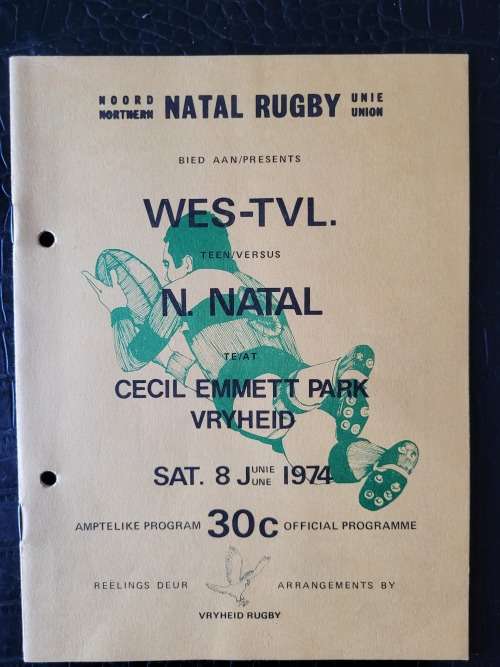 NOORD NATAL RUGBY UNIE
NORTHERN UNION
BIED AAN/PRESENTS
WES-TVL.
TEEN/VERSUS
N. NATAL
TE/AT
CECIL EMMETT PARK
VRYHEID
SAT. 8 JUNIE 1974
JUNE
AMPTELIKE PROGRAM 30c OFFICIAL PROGRAMME
REELINGS DEUR ARRANGEMENTS BY
VRYHEID RUGBY